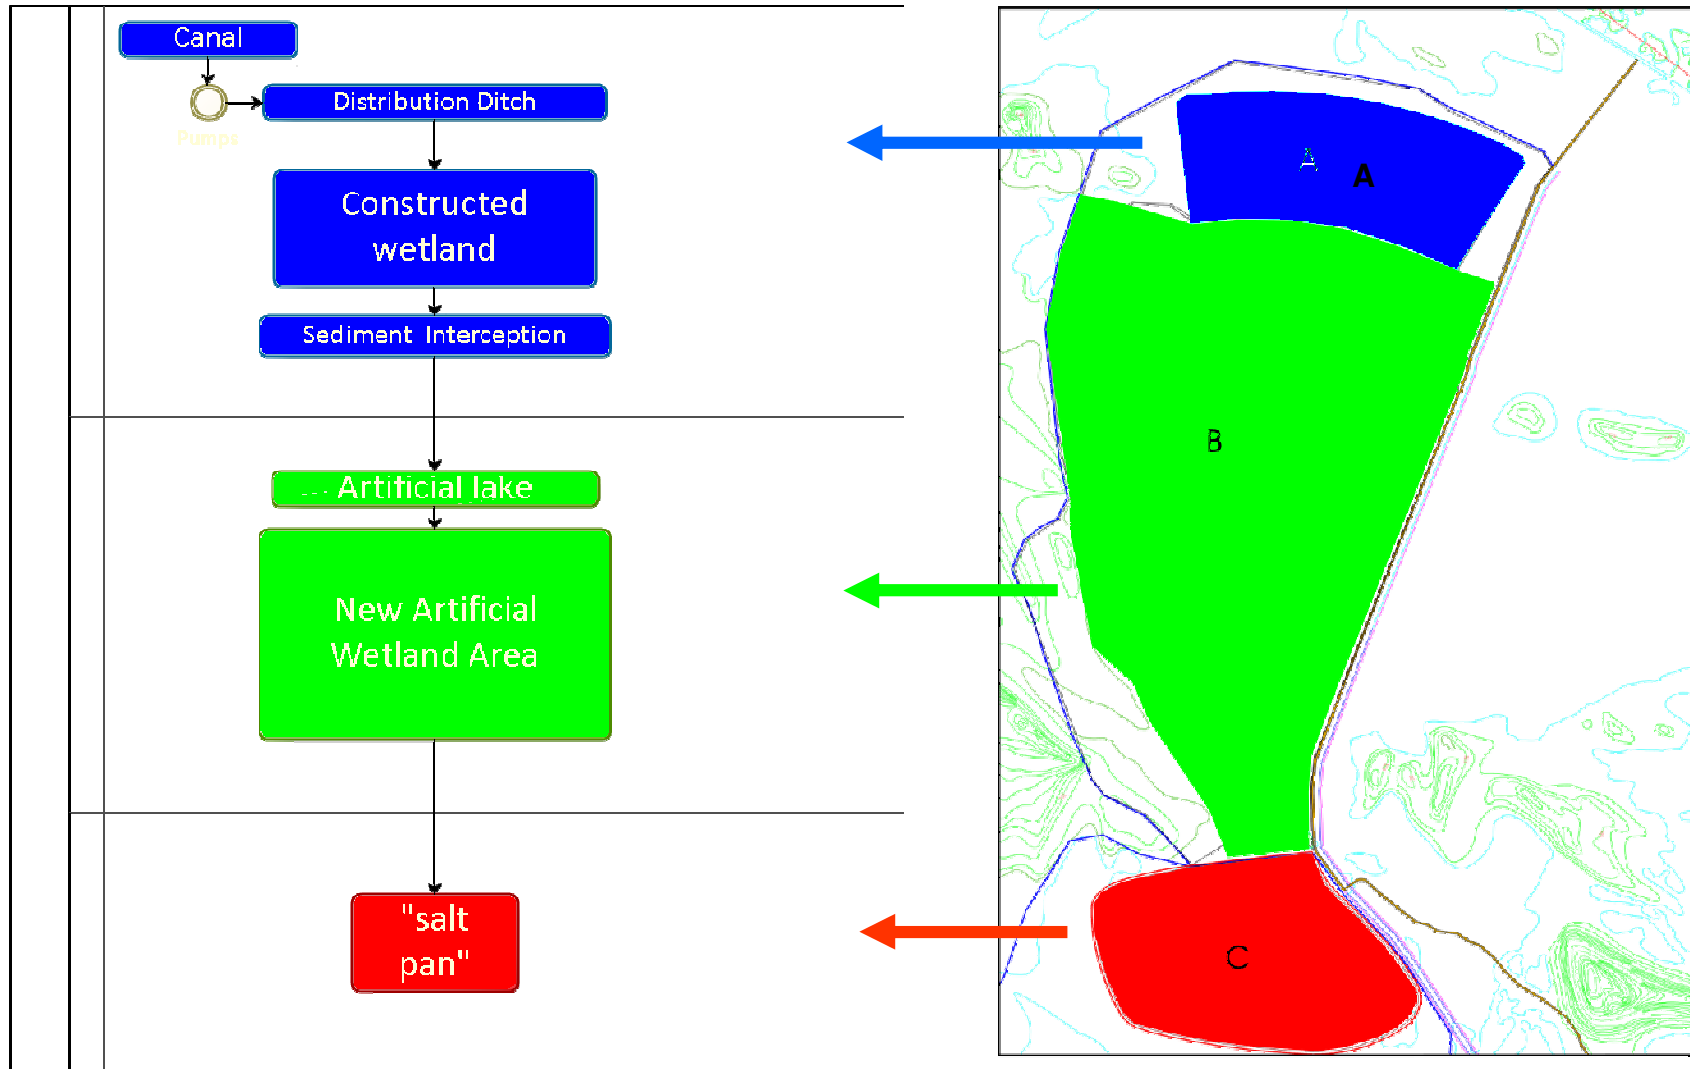 Canal
Distribution Ditch
Pumps
Constructed
wetland
Sediment Interception
Artificial lake
New Artificial
Wetland Area
"salt
pan"
A
A
B
C